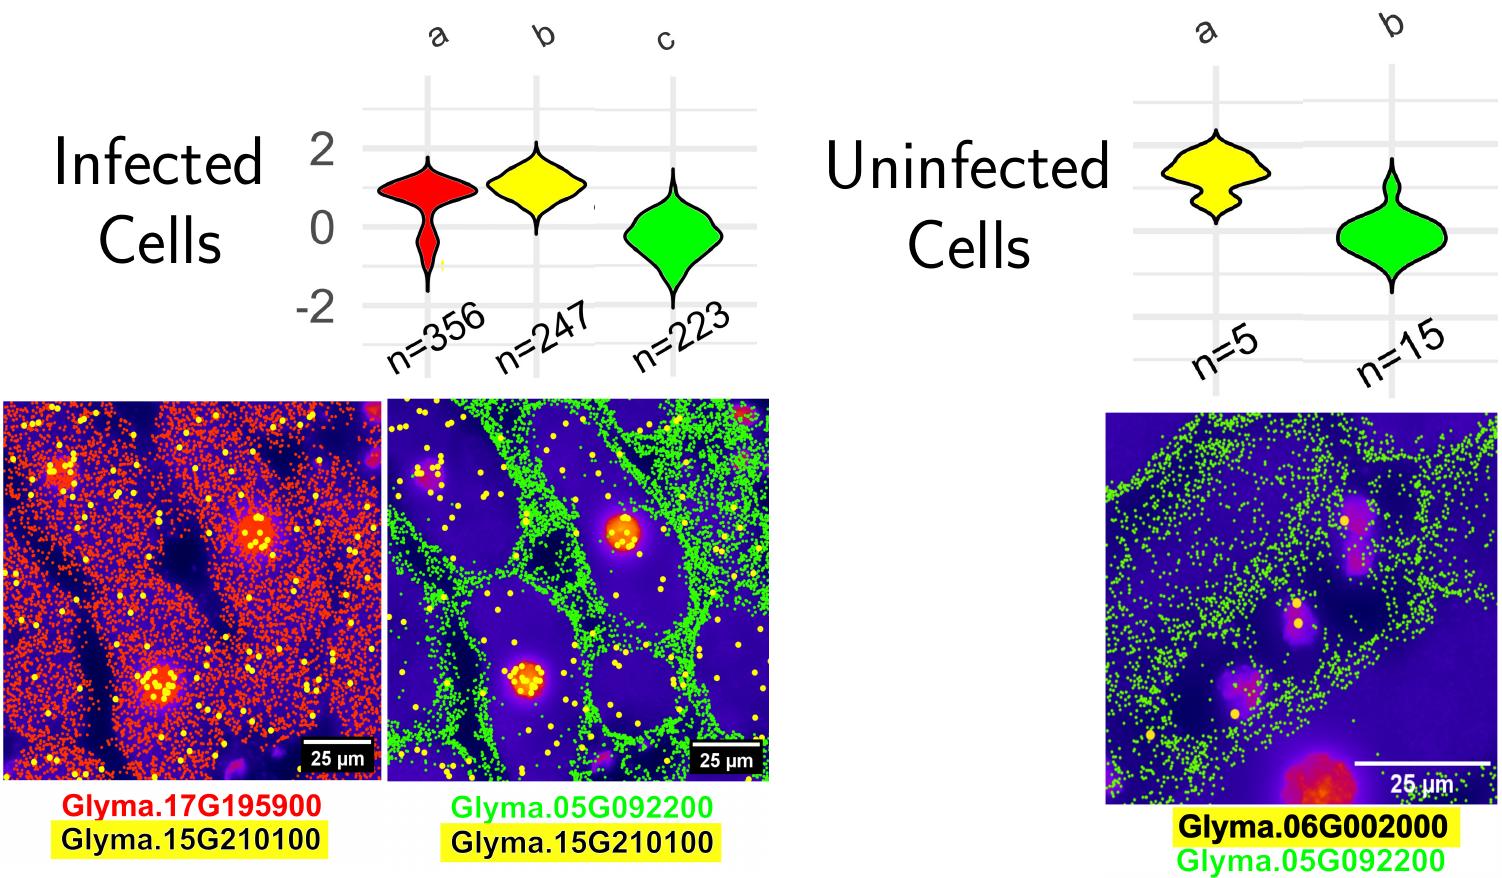 a b c
a b
Infected
Cells
2
0
-2
n=356 n=247 n=223
Uninfected
Cells
n=5 n=15
25 µm
25 µm
25 µm
Glyma.17G195900
Glyma.15G210100
Glyma.05G092200
Glyma.15G210100
Glyma.06G002000
Glyma.05G092200